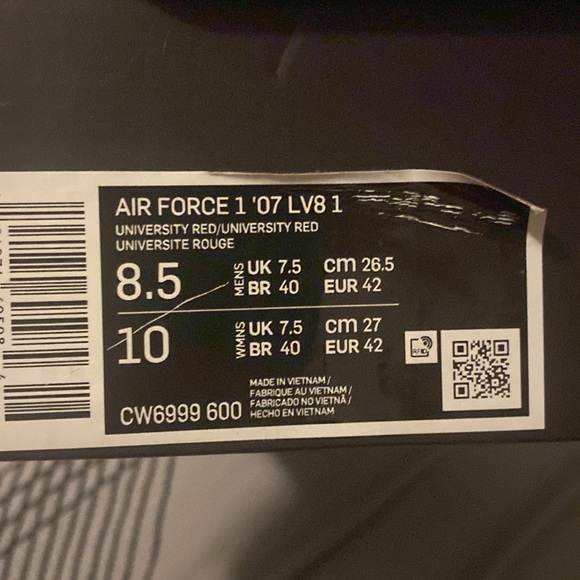 AIR FORCE 1 '07 LV8 1
UNIVERSITY RED/UNIVERSITY RED
UNIVERSITE ROUGE
8.5 MENS UK 7.5 cm 26.5
BR 40 EUR 42
10 WMNS UK 7.5 cm 27
BR 40 EUR 42
RFID
MADE IN VIETNAM /
FABRIQUE AU VIETNAM /
FABRICADO NO VIETNÃ /
HECHO EN VIETNAM
CW6999 600